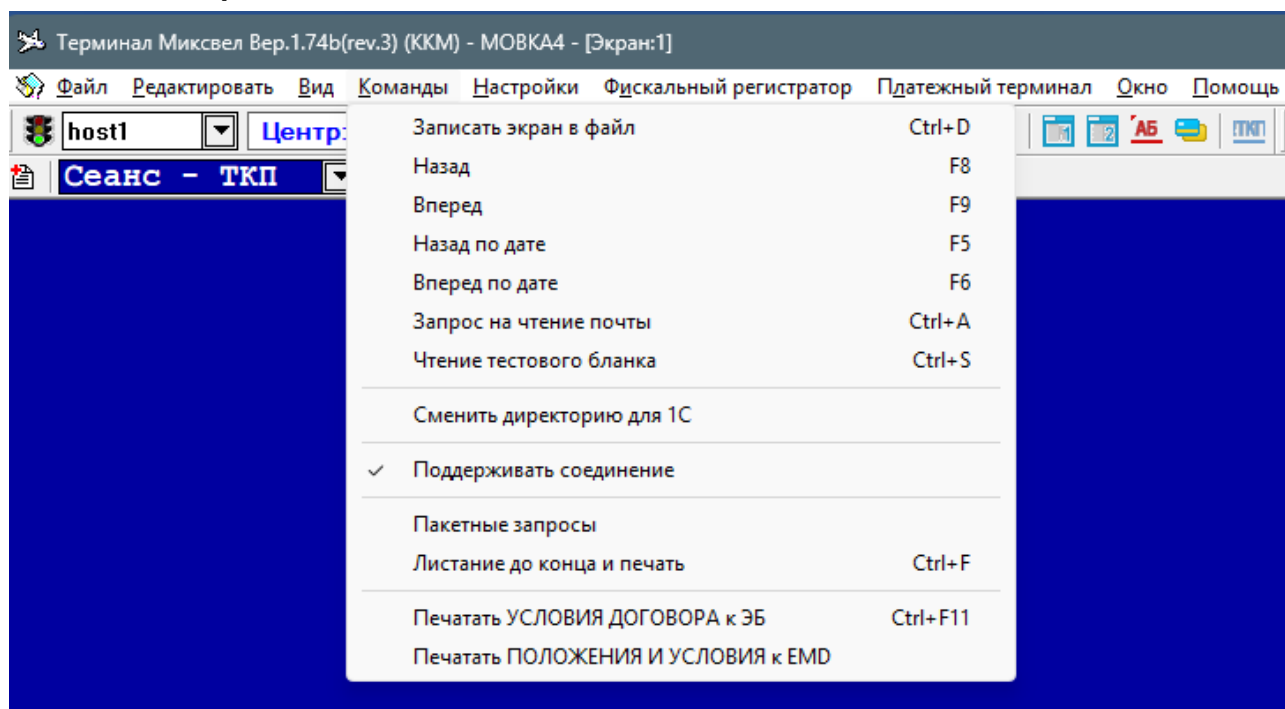 Терминал Миксвел Вер.1.74b(rev.3) (ККМ) - МОВКА4 - [Экран:1]
Файл Редактировать Вид Команды Настройки Фискальный регистратор Платежный терминал Окно Помощь
host1 Центр: 1 2 АБ ТКП
Сеанс - ТКП
Записать экран в файл Ctrl+D
Назад F8
Вперед F9
Назад по дате F5
Вперед по дате F6
Запрос на чтение почты Ctrl+A
Чтение тестового бланка Ctrl+S
Сменить директорию для 1С
Поддерживать соединение
Пакетные запросы
Листание до конца и печать Ctrl+F
Печатать УСЛОВИЯ ДОГОВОРА к ЭБ Ctrl+F11
Печатать ПОЛОЖЕНИЯ И УСЛОВИЯ к EMD